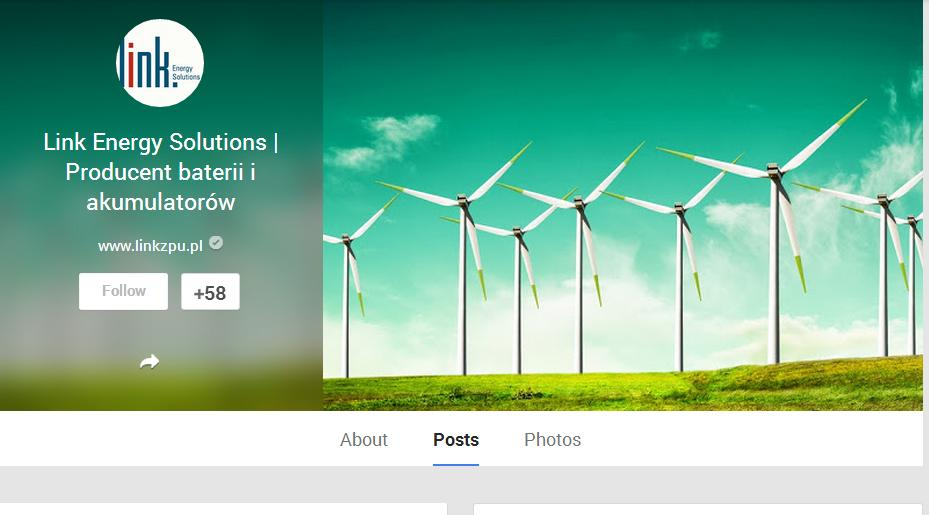 link.
Energy
Solutions
Link Energy Solutions |
Producent baterii i
akumulatorów
www.linkzpu.pl
Follow
+58
About
Posts
Photos